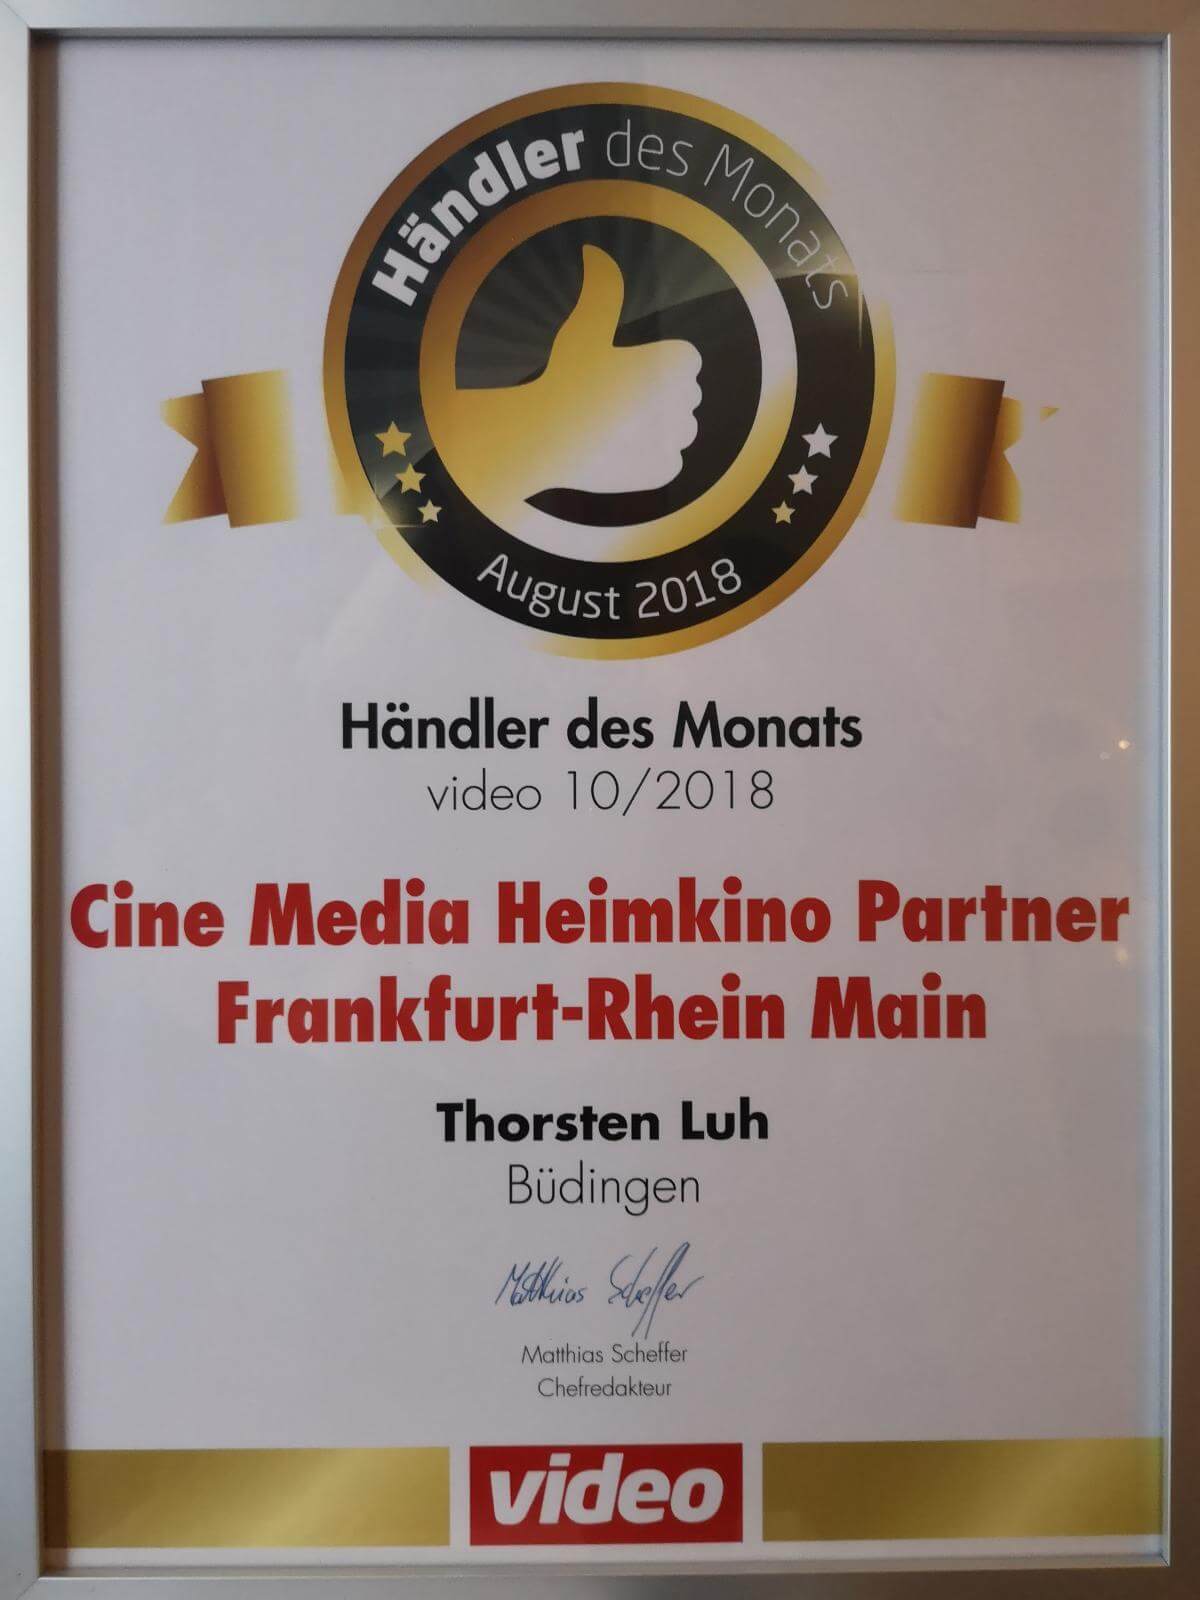 Händler des Monats
August 2018
Händler des Monats
video 10/2018
Cine Media Heimkino Partner
Frankfurt-Rhein Main
Thorsten Luh
Büdingen
Matthias Scheffer
Matthias Scheffer
Chefredakteur
video